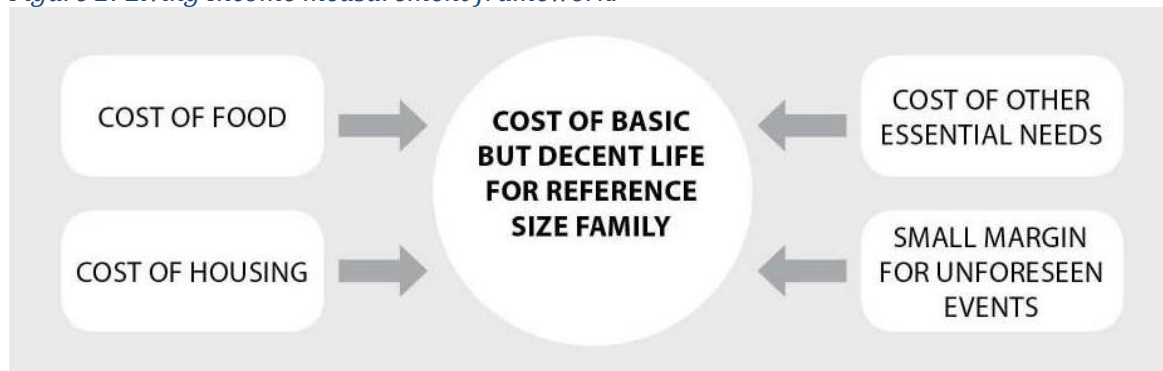 COST OF FOOD
COST OF HOUSING
COST OF BASIC
BUT DECENT LIFE
FOR REFERENCE
SIZE FAMILY
COST OF OTHER
ESSENTIAL NEEDS
SMALL MARGIN
FOR UNFORESEEN
EVENTS